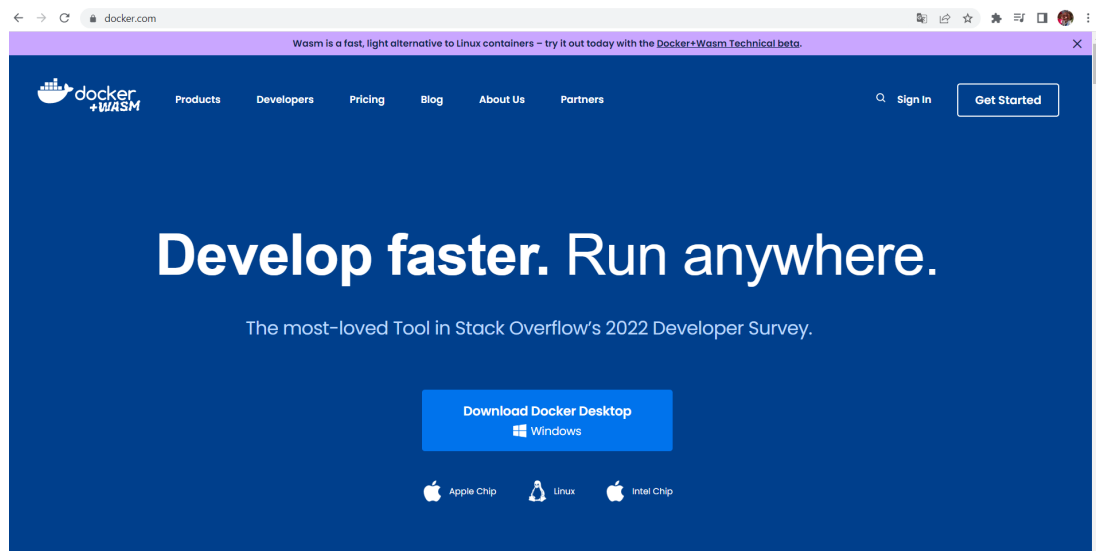 docker.com
Wasm is a fast, light alternative to Linux containers – try it out today with the Docker+Wasm Technical beta.
docker
+WASM
Products Developers Pricing Blog About Us Partners Sign In Get Started
Develop faster. Run anywhere.
The most-loved Tool in Stack Overflow's 2022 Developer Survey.
Download Docker Desktop
Windows
Apple Chip Linux Intel Chip